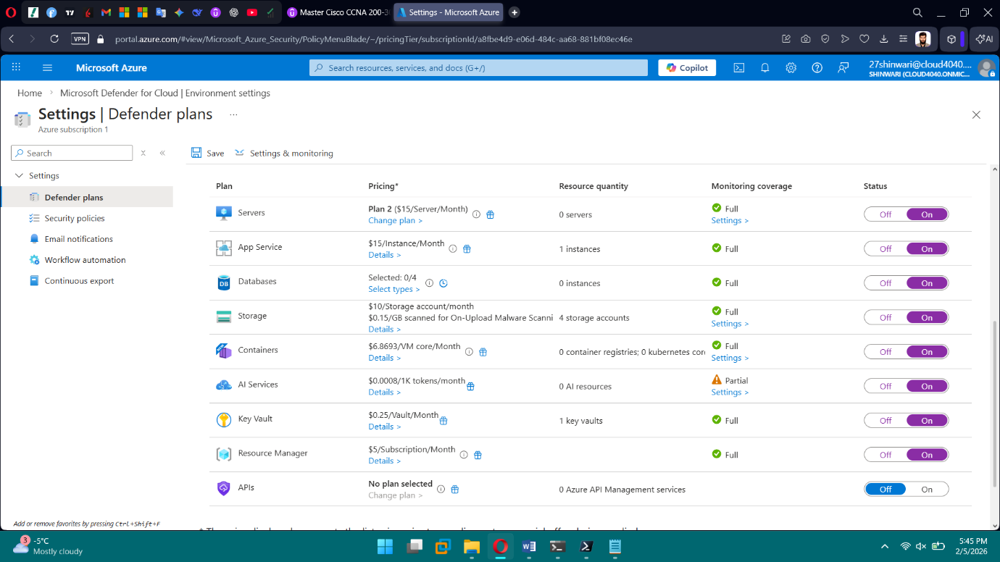 Master Cisco CCNA 200-3
Settings - Microsoft Azure
VPN
portal.azure.com/#view/Microsoft_Azure_Security/PolicyMenuBlade/~/pricingTier/subscriptionId/a8fbe4d9-e06d-484c-aa68-881bf08ec46e
AI
Microsoft Azure
Search resources, services, and docs (G+/)
Copilot
27shinwari@cloud4040....
SHINWARI (CLOUD4040.ONMIC...
Home > Microsoft Defender for Cloud | Environment settings
Settings | Defender plans ...
Azure subscription 1
Search
Save
Settings & monitoring
Settings
Defender plans
Security policies
Email notifications
Workflow automation
Continuous export
Plan Pricing* Resource quantity Monitoring coverage Status
Servers
Plan 2 ($15/Server/Month)
Change plan >
0 servers
Full
Settings >
Off On
App Service
$15/Instance/Month
Details >
1 instances
Full
Off On
Databases
Selected: 0/4
Select types >
0 instances
Full
Off On
Storage
$10/Storage account/month
$0.15/GB scanned for On-Upload Malware Scanni
Details >
4 storage accounts
Full
Settings >
Off On
Containers
$6.8693/VM core/Month
Details >
0 container registries; 0 kubernetes cor
Full
Settings >
Off On
AI Services
$0.0008/1K tokens/month
Details >
0 AI resources
Partial
Settings >
Off On
Key Vault
$0.25/Vault/Month
Details >
1 key vaults
Full
Off On
Resource Manager
$5/Subscription/Month
Details >
Full
Off On
APIs
No plan selected
Change plan >
0 Azure API Management services
Off On
Add or remove favorites by pressing Ctrl+Shift+F
3
-5°C
Mostly cloudy
5:45 PM
2/5/2026